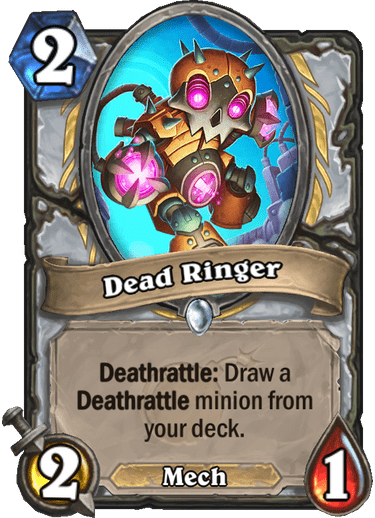 2
Dead Ringer
Deathrattle: Draw a
Deathrattle minion from
your deck.
2
Mech
1